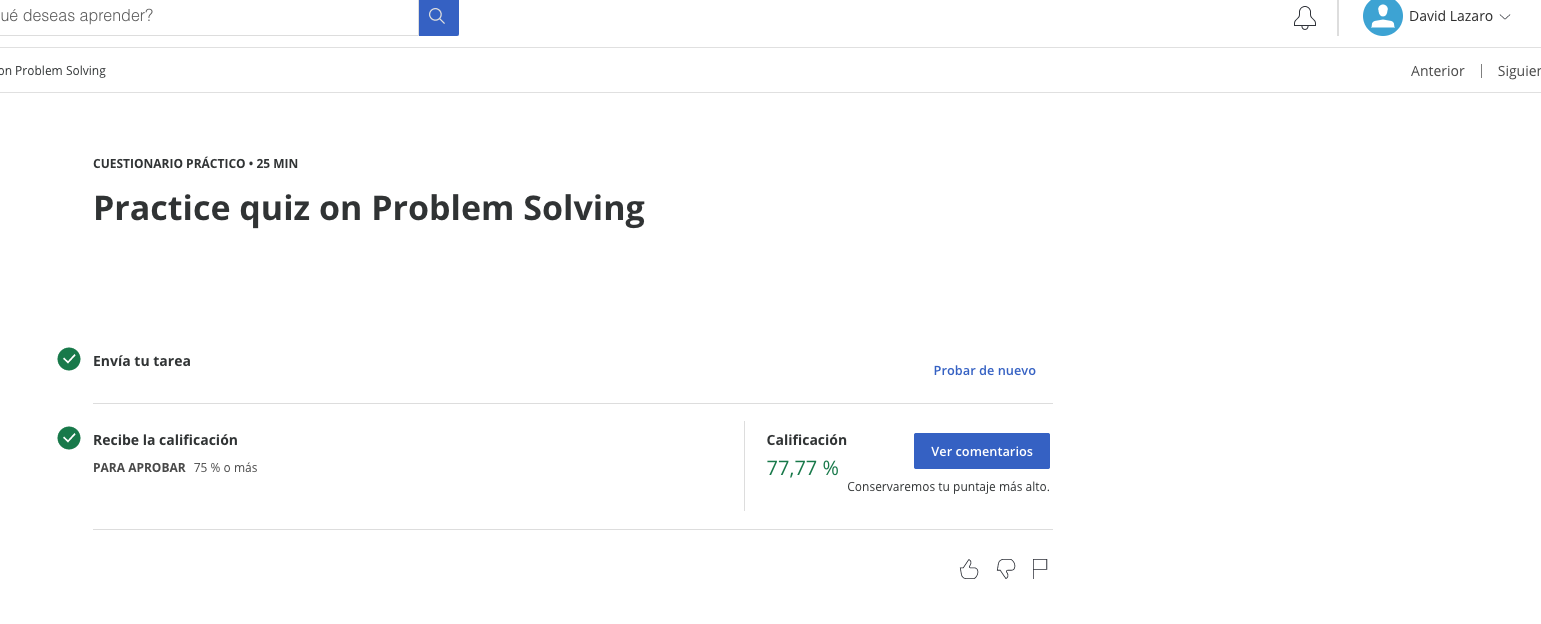 ué deseas aprender?
David Lazaro
on Problem Solving
Anterior
Siguien
CUESTIONARIO PRÁCTICO • 25 MIN
Practice quiz on Problem Solving
Envía tu tarea
Probar de nuevo
Recibe la calificación
PARA APROBAR 75 % o más
Calificación
77,77 %
Ver comentarios
Conservaremos tu puntaje más alto.